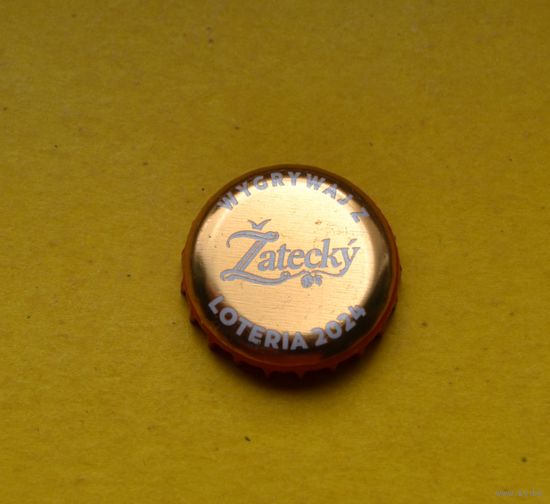 WYGRYWAJ Z
Žatecký
LOTERIA 2024